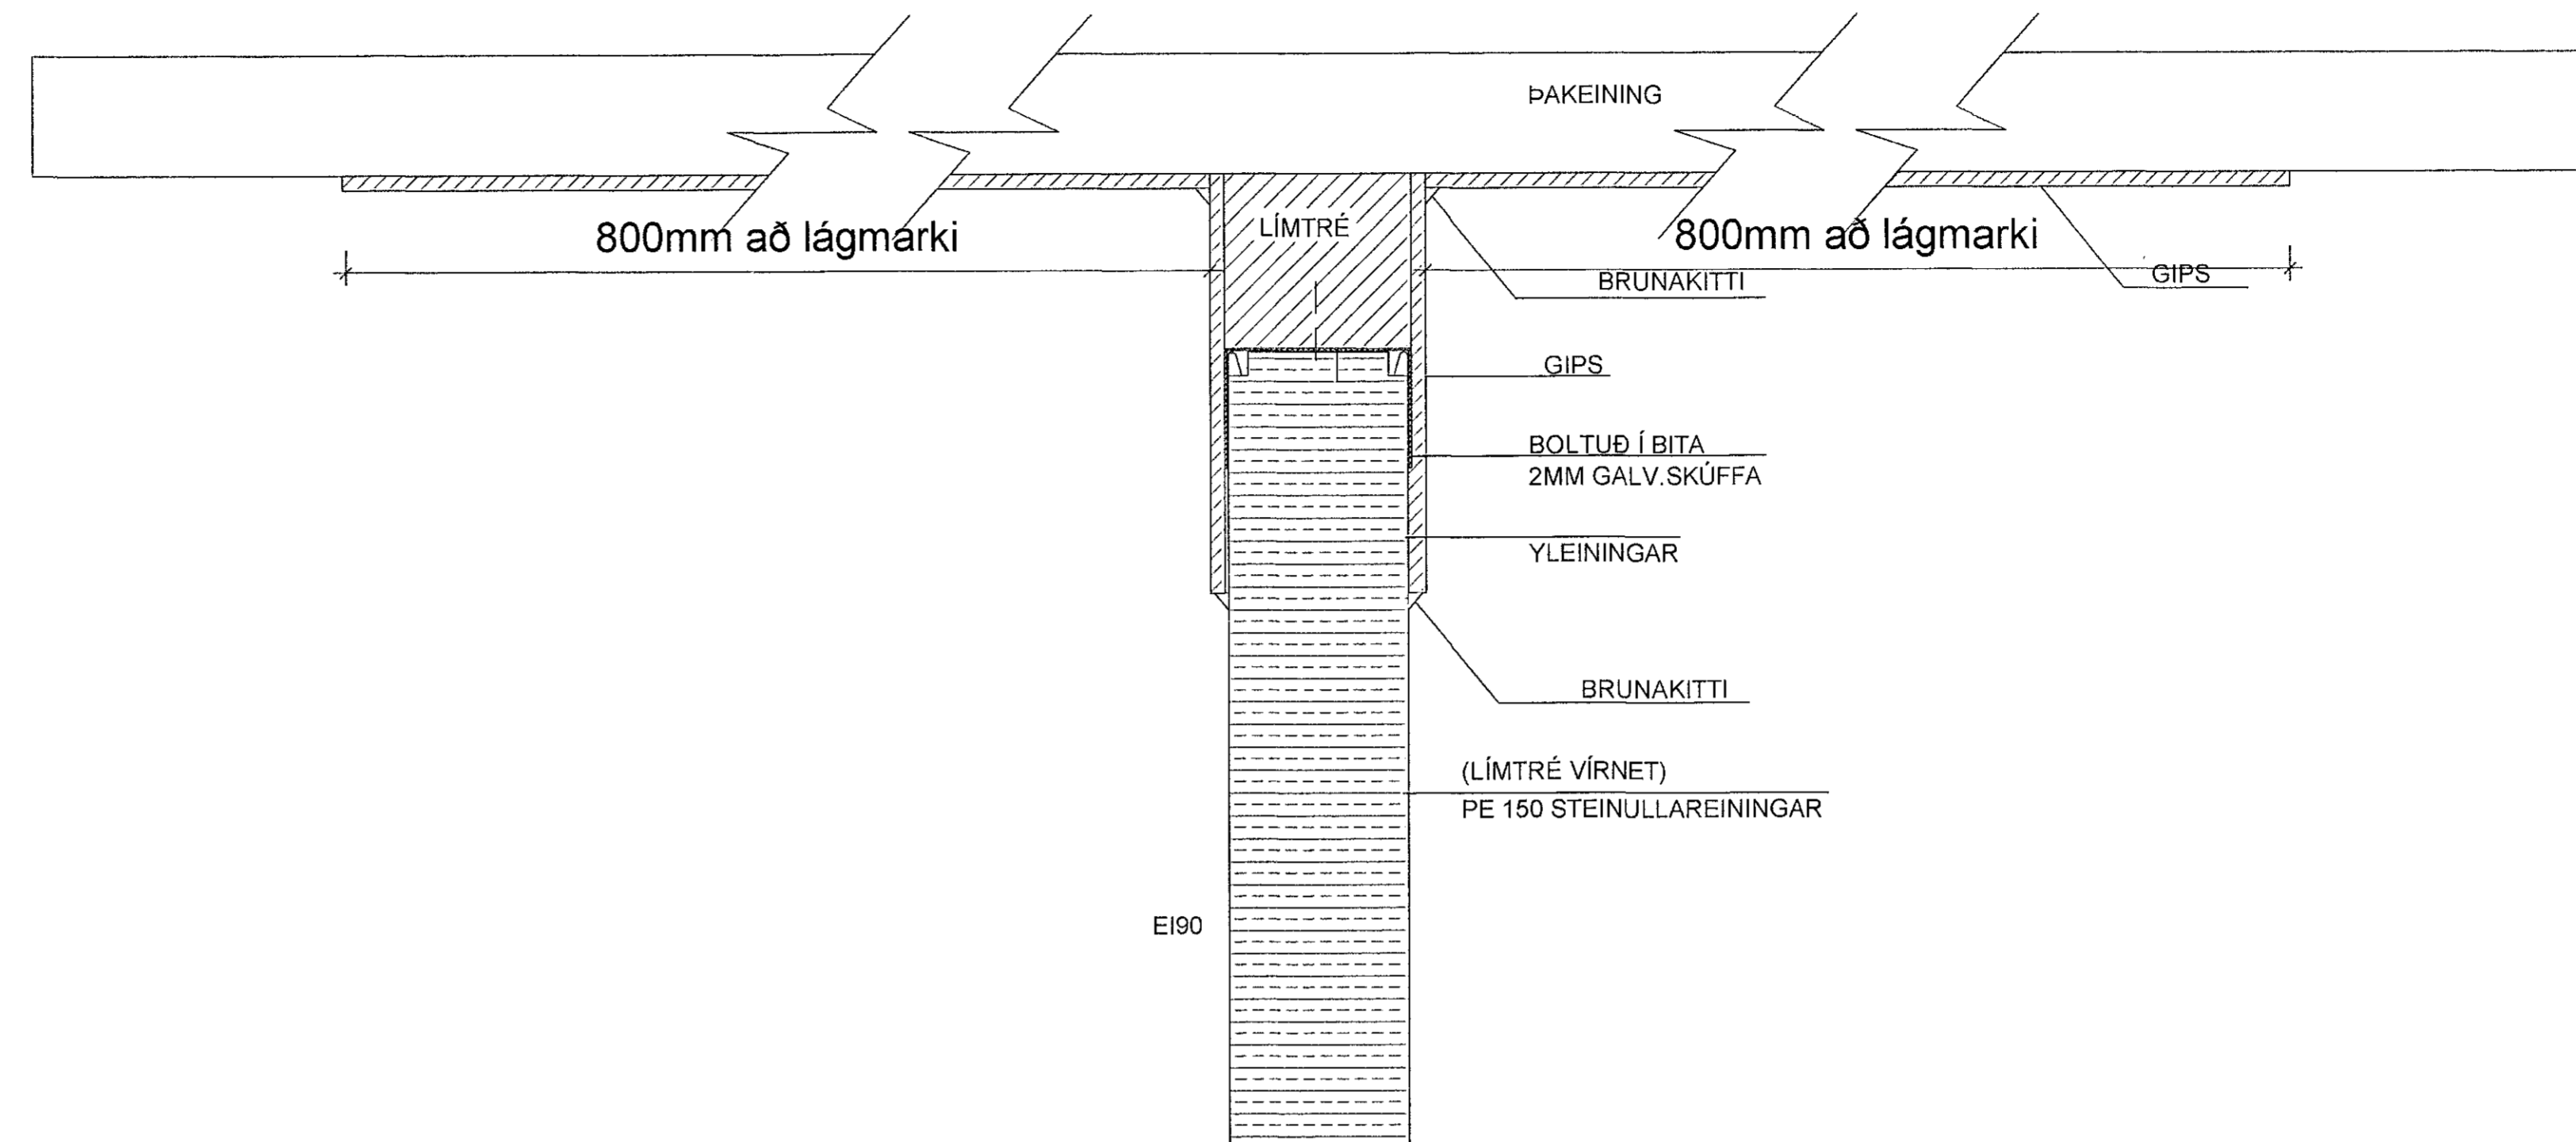 ÞAKEINING
LÍMTRÉ
800mm að lágmarki
800mm að lágmarki
BRUNAKITTI
GIPS
GIPS
BOLTUÐ Í BITA
2MM GALV.SKÚFFA
YLEININGAR
BRUNAKITTI
(LÍMTRÉ VÍRNET)
PE 150 STEINULLAREININGAR
EI90